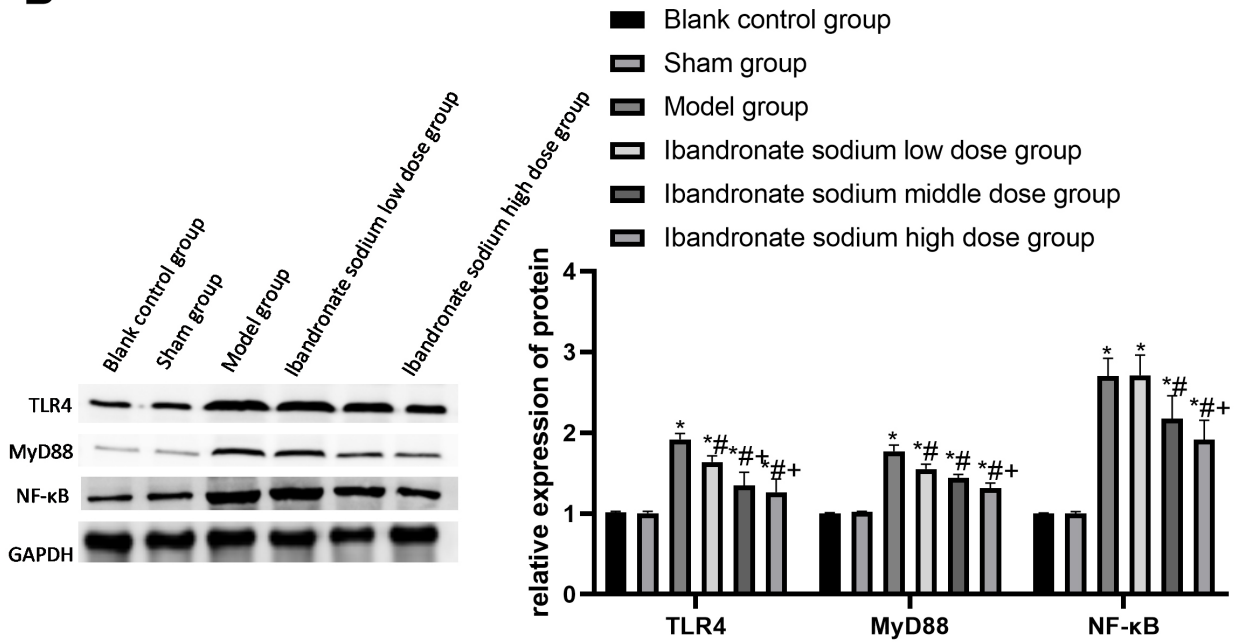 Blank control group
Sham group
Model group
Ibandronate sodium low dose group
Ibandronate sodium high dose group
TLR4
MyD88
NF-κB
GAPDH
Blank control group
Sham group
Model group
Ibandronate sodium low dose group
Ibandronate sodium middle dose group
Ibandronate sodium high dose group
relative expression of protein
4
3
2
1
0
* *# *#+ *#+
* *# *# *#+
* * *# *#+
TLR4 MyD88 NF-κB